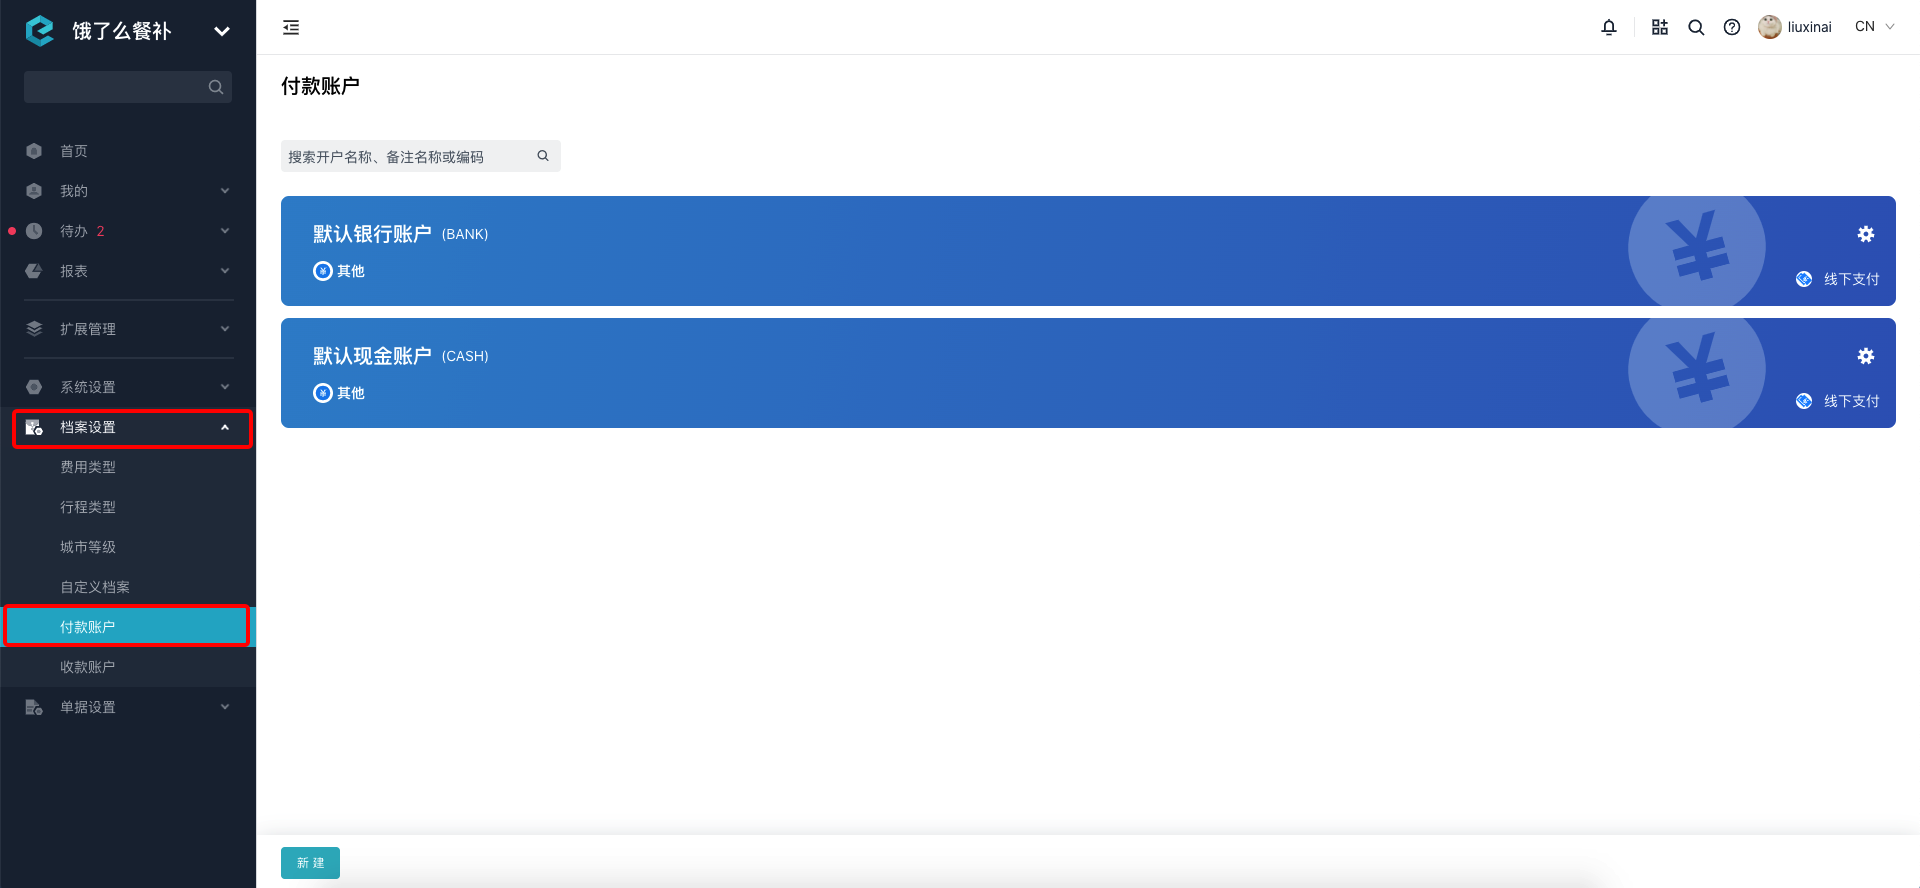 饿了么餐补
首页
我的
待办 2
报表
扩展管理
系统设置
档案设置
费用类型
行程类型
城市等级
自定义档案
付款账户
收款账户
单据设置
liuxinai
CN
付款账户
搜索开户名称、备注名称或编码
默认银行账户 (BANK)
其他
线下支付
默认现金账户 (CASH)
其他
线下支付
新 建